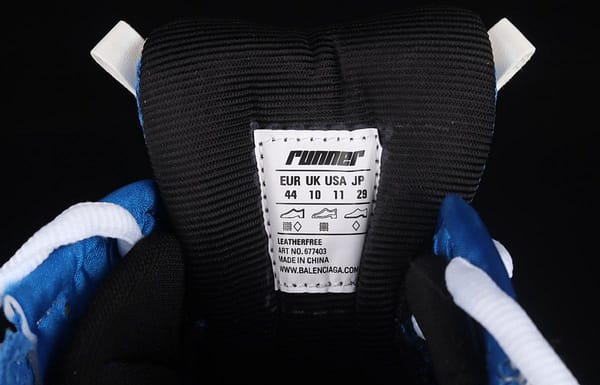 runner
EUR UK USA JP
44 10 11 29
LEATHERFREE
ART NO. 677403
MADE IN CHINA
WWW.BALENCIAGA.COM